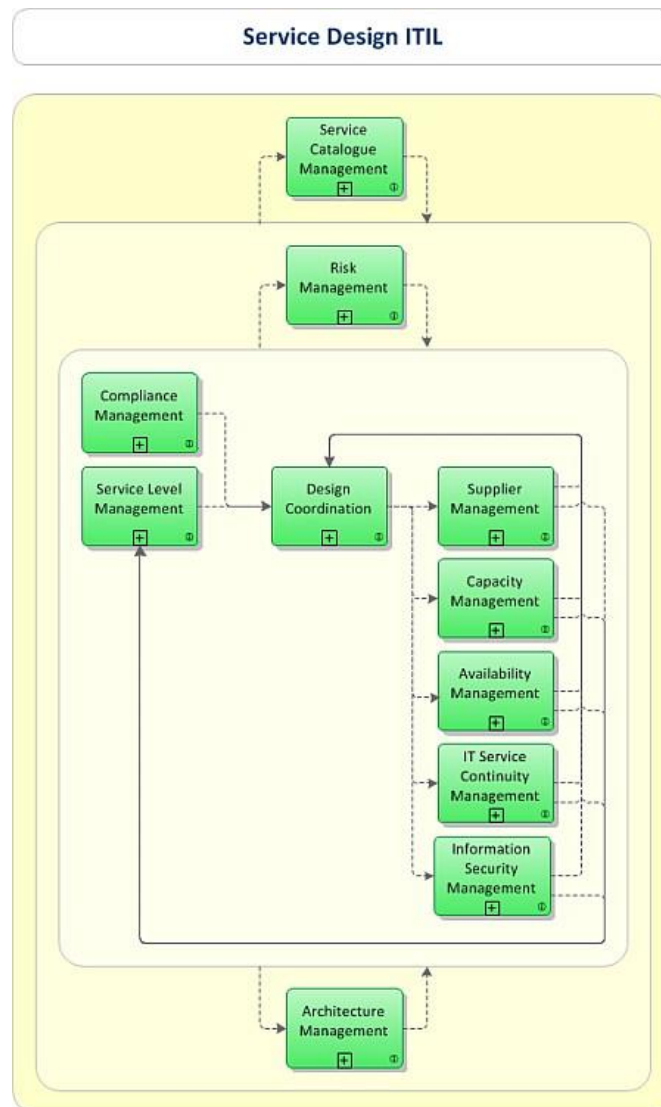 Service Design ITIL
Service
Catalogue
Management
Risk
Management
Compliance
Management
Service Level
Management
Design
Coordination
Supplier
Management
Capacity
Management
Availability
Management
IT Service
Continuity
Management
Information
Security
Management
Architecture
Management